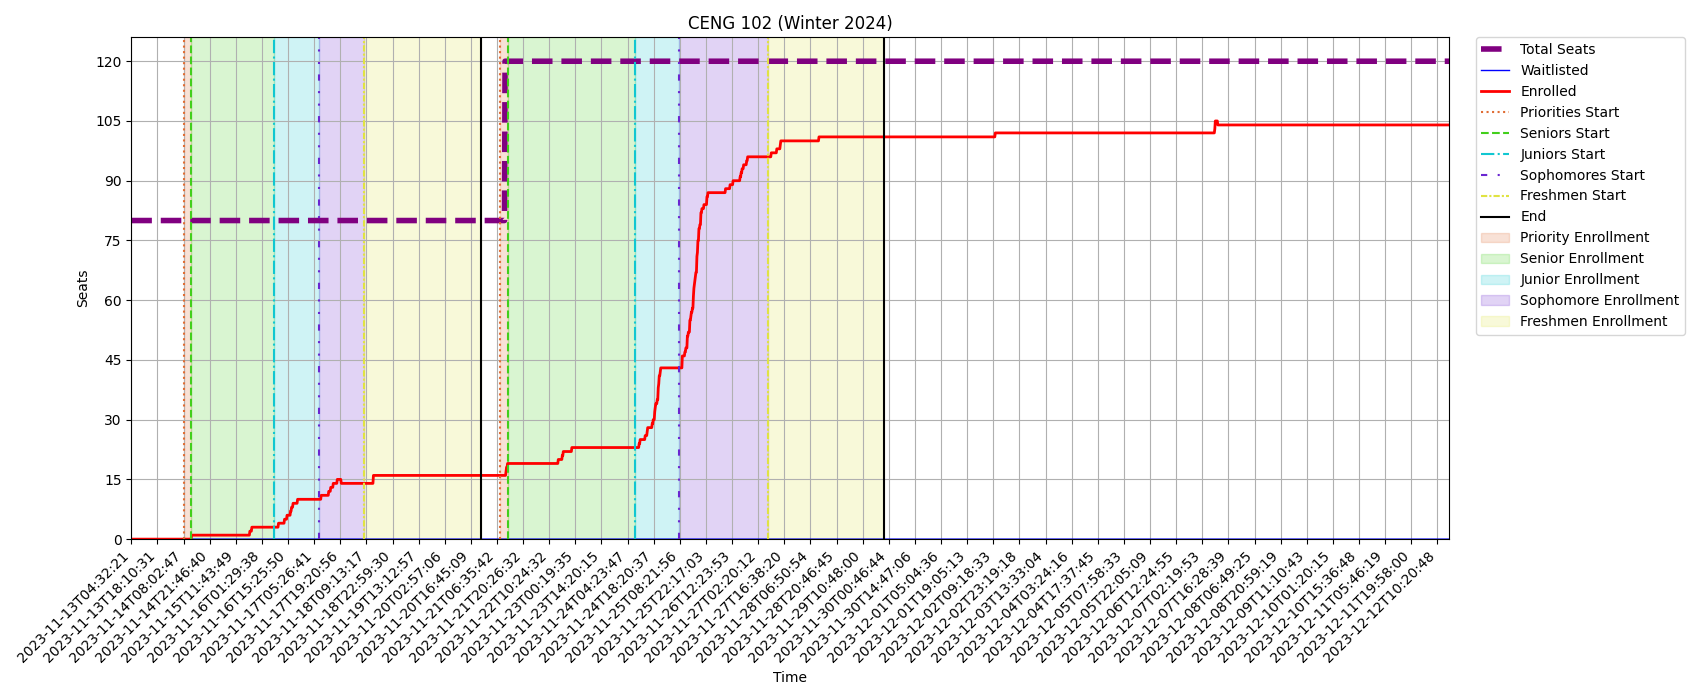 CENG 102 (Winter 2024)
Seats
120
105
90
75
60
45
30
15
0
2023-11-13T04:32:21
2023-11-13T18:10:31
2023-11-14T08:02:47
2023-11-14T21:46:40
2023-11-15T11:43:49
2023-11-16T01:29:38
2023-11-16T15:25:50
2023-11-17T05:26:41
2023-11-17T19:20:56
2023-11-18T09:13:17
2023-11-18T22:59:30
2023-11-19T13:12:57
2023-11-20T02:57:06
2023-11-20T16:45:09
2023-11-21T06:35:42
2023-11-21T20:26:32
2023-11-22T10:24:32
2023-11-23T00:19:35
2023-11-23T14:20:15
2023-11-24T04:23:47
2023-11-24T18:20:37
2023-11-25T08:21:56
2023-11-25T22:17:03
2023-11-26T12:23:53
2023-11-27T02:20:12
2023-11-27T16:38:20
2023-11-28T06:50:54
2023-11-28T20:46:45
2023-11-29T10:48:00
2023-11-30T00:46:44
2023-11-30T14:47:06
2023-12-01T05:04:36
2023-12-01T19:05:13
2023-12-02T09:18:33
2023-12-02T23:19:18
2023-12-03T13:33:04
2023-12-04T03:24:16
2023-12-04T17:37:45
2023-12-05T07:58:33
2023-12-05T22:05:09
2023-12-06T12:24:55
2023-12-07T02:19:53
2023-12-07T16:28:39
2023-12-08T06:49:25
2023-12-08T20:59:19
2023-12-09T11:10:43
2023-12-10T01:20:15
2023-12-10T15:36:48
2023-12-11T05:46:19
2023-12-11T19:58:00
2023-12-12T10:20:48
Time
Total Seats
Waitlisted
Enrolled
Priorities Start
Seniors Start
Juniors Start
Sophomores Start
Freshmen Start
End
Priority Enrollment
Senior Enrollment
Junior Enrollment
Sophomore Enrollment
Freshmen Enrollment